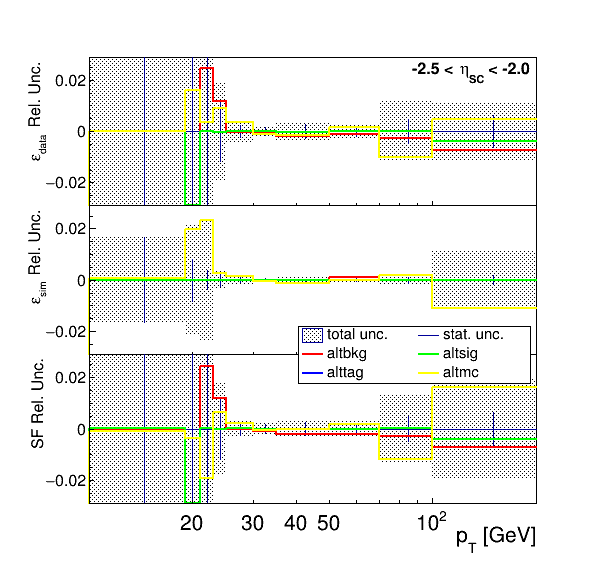 -2.5 < η_SC < -2.0
ε_data Rel. Unc.
0.02
0
−0.02
ε_sim Rel. Unc.
0.02
0
−0.02
total unc. stat. unc.
altbkg altsig
alttag altmc
SF Rel. Unc.
0.02
0
−0.02
20 30 40 50 10²
p_T [GeV]